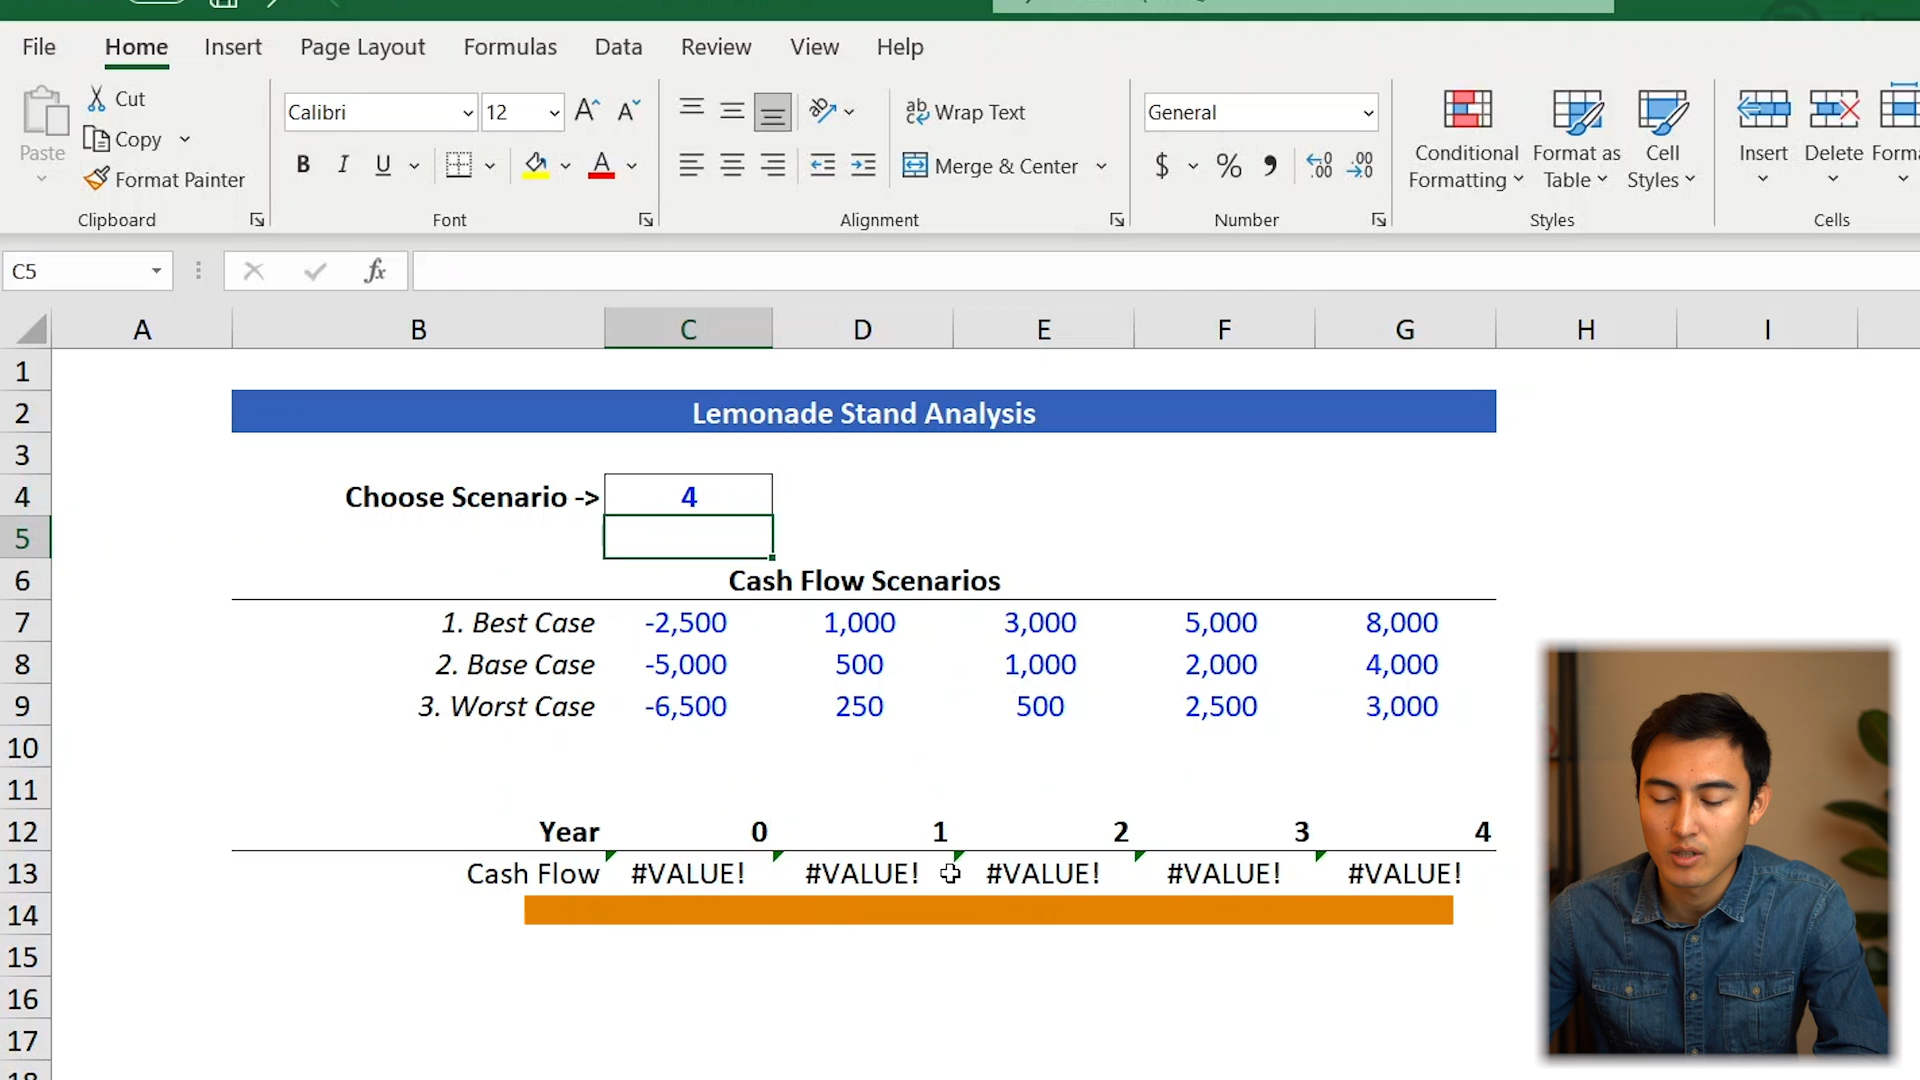 File Home Insert Page Layout Formulas Data Review View Help
Paste
Cut
Copy
Format Painter
Clipboard
Calibri 12
B I U
Font
Wrap Text
Merge & Center
Alignment
General
$ % ,
Number
Conditional Formatting
Format as Table
Cell Styles
Styles
Insert Delete
Cells
C5 fx
A B C D E F G H I
1
2 Lemonade Stand Analysis
3
4 Choose Scenario -> 4
5
6 Cash Flow Scenarios
7 1. Best Case -2,500 1,000 3,000 5,000 8,000
8 2. Base Case -5,000 500 1,000 2,000 4,000
9 3. Worst Case -6,500 250 500 2,500 3,000
10
11
12 Year 0 1 2 3 4
13 Cash Flow #VALUE! #VALUE! #VALUE! #VALUE! #VALUE!
14
15
16
17
18